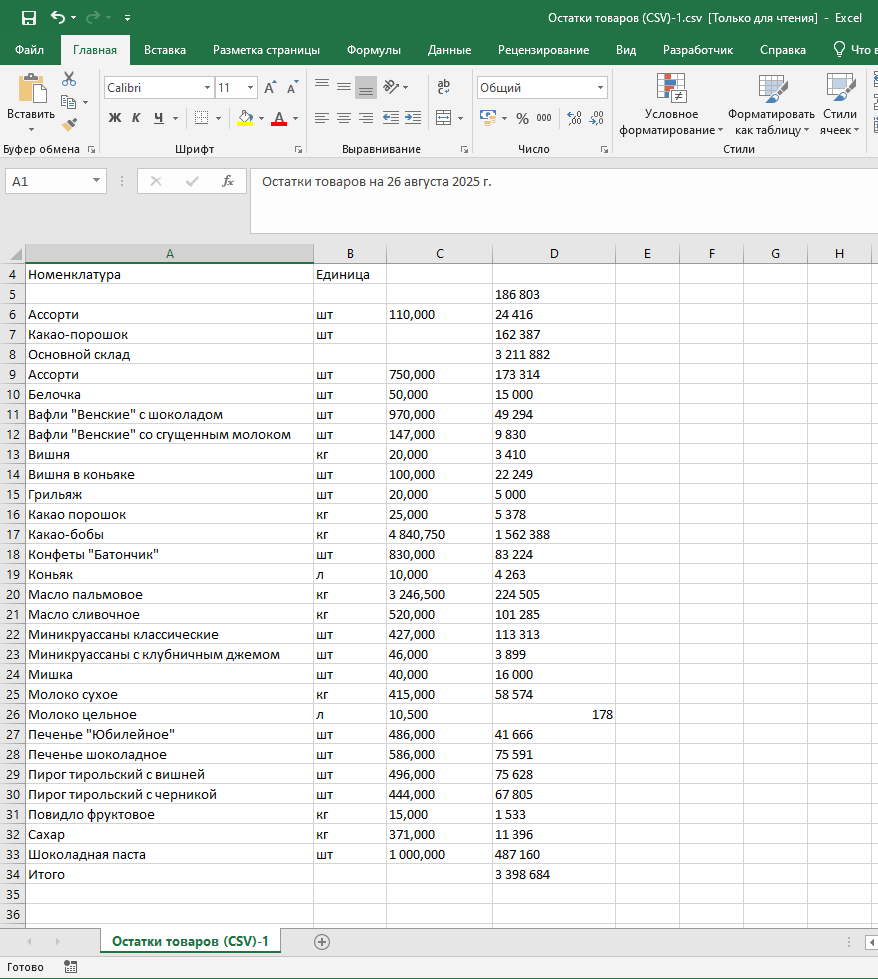 Остатки товаров (CSV)-1.csv [Только для чтения] - Excel
Файл Главная Вставка Разметка страницы Формулы Данные Рецензирование Вид Разработчик Справка Что в
Вставить
Буфер обмена
Calibri 11
Ж К Ч А
Шрифт
Выравнивание
Общий
% 000
Число
Условное форматирование
Форматировать как таблицу
Стили ячеек
Стили
A1 fx Остатки товаров на 26 августа 2025 г.
A B C D E F G H
4 Номенклатура Единица
5 186 803
6 Ассорти шт 110,000 24 416
7 Какао-порошок шт 162 387
8 Основной склад 3 211 882
9 Ассорти шт 750,000 173 314
10 Белочка шт 50,000 15 000
11 Вафли "Венские" с шоколадом шт 970,000 49 294
12 Вафли "Венские" со сгущенным молоком шт 147,000 9 830
13 Вишня кг 20,000 3 410
14 Вишня в коньяке шт 100,000 22 249
15 Грильяж шт 20,000 5 000
16 Какао порошок кг 25,000 5 378
17 Какао-бобы кг 4 840,750 1 562 388
18 Конфеты "Батончик" шт 830,000 83 224
19 Коньяк л 10,000 4 263
20 Масло пальмовое кг 3 246,500 224 505
21 Масло сливочное кг 520,000 101 285
22 Миникруассаны классические шт 427,000 113 313
23 Миникруассаны с клубничным джемом шт 46,000 3 899
24 Мишка шт 40,000 16 000
25 Молоко сухое кг 415,000 58 574
26 Молоко цельное л 10,500 178
27 Печенье "Юбилейное" шт 486,000 41 666
28 Печенье шоколадное шт 586,000 75 591
29 Пирог тирольский с вишней шт 496,000 75 628
30 Пирог тирольский с черникой шт 444,000 67 805
31 Повидло фруктовое кг 15,000 1 533
32 Сахар кг 371,000 11 396
33 Шоколадная паста шт 1 000,000 487 160
34 Итого 3 398 684
35
36
Остатки товаров (CSV)-1
Готово